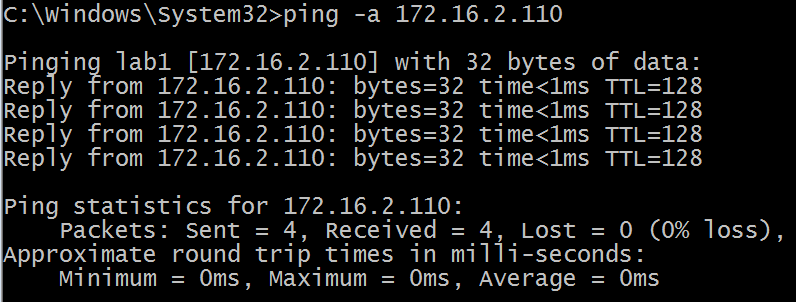 C:\Windows\System32>ping -a 172.16.2.110
Pinging lab1 [172.16.2.110] with 32 bytes of data:
Reply from 172.16.2.110: bytes=32 time<1ms TTL=128
Reply from 172.16.2.110: bytes=32 time<1ms TTL=128
Reply from 172.16.2.110: bytes=32 time<1ms TTL=128
Reply from 172.16.2.110: bytes=32 time<1ms TTL=128
Ping statistics for 172.16.2.110:
    Packets: Sent = 4, Received = 4, Lost = 0 (0% loss),
Approximate round trip times in milli-seconds:
    Minimum = 0ms, Maximum = 0ms, Average = 0ms